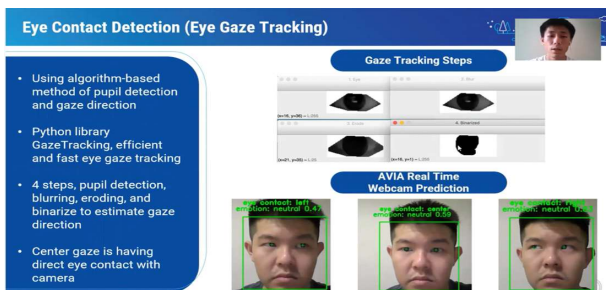 Eye Contact Detection (Eye Gaze Tracking)
Using algorithm-based
method of pupil detection
and gaze direction
Python library
GazeTracking, efficient
and fast eye gaze tracking
4 steps, pupil detection,
blurring, eroding, and
binarize to estimate gaze
direction
Center gaze is having
direct eye contact with
camera
Gaze Tracking Steps
4. Binarized
AVIA Real Time
Webcam Prediction
eye contact: left
emotion: neutral 0.47
eye contact: center
emotion: neutral 0.59
eye contact:
emotion: neutral